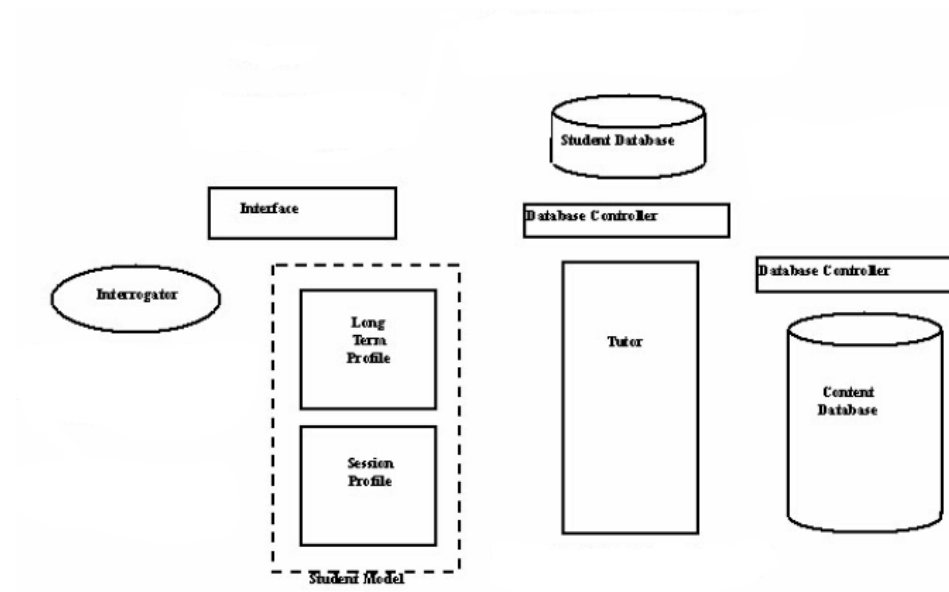 Student Database
Interface
Database Controller
Database Controller
Interrogator
Long
Term
Profile
Tutor
Content
Database
Session
Profile
Student Model